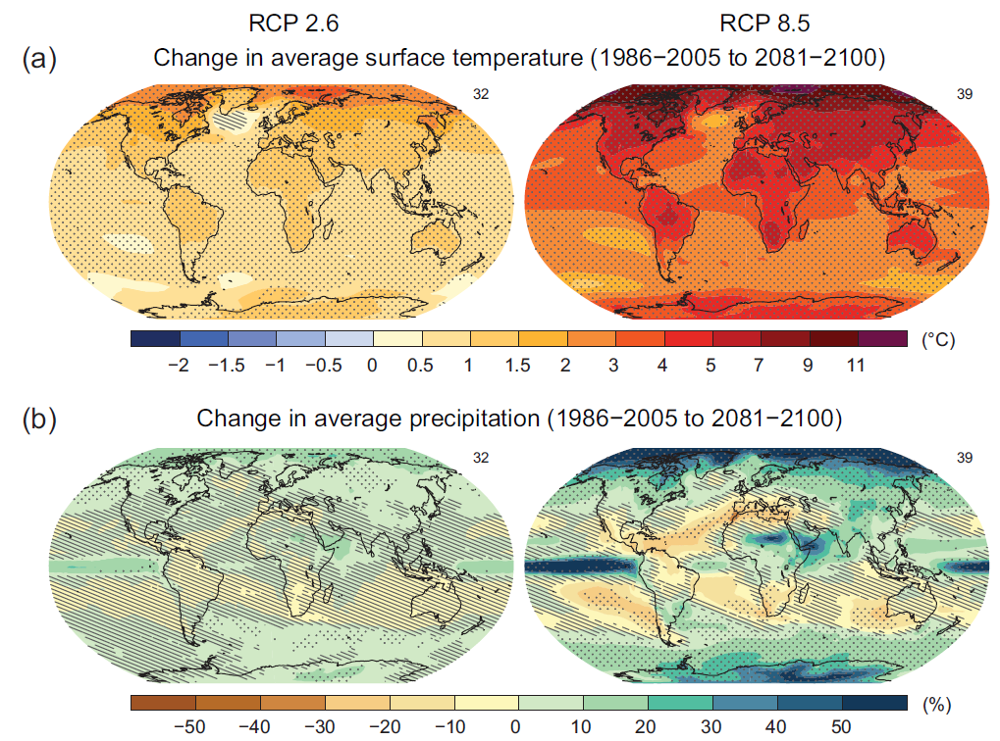 RCP 2.6 RCP 8.5
(a) Change in average surface temperature (1986−2005 to 2081−2100)
32 39
−2 −1.5 −1 −0.5 0 0.5 1 1.5 2 3 4 5 7 9 11 (°C)
(b) Change in average precipitation (1986−2005 to 2081−2100)
32 39
−50 −40 −30 −20 −10 0 10 20 30 40 50 (%)